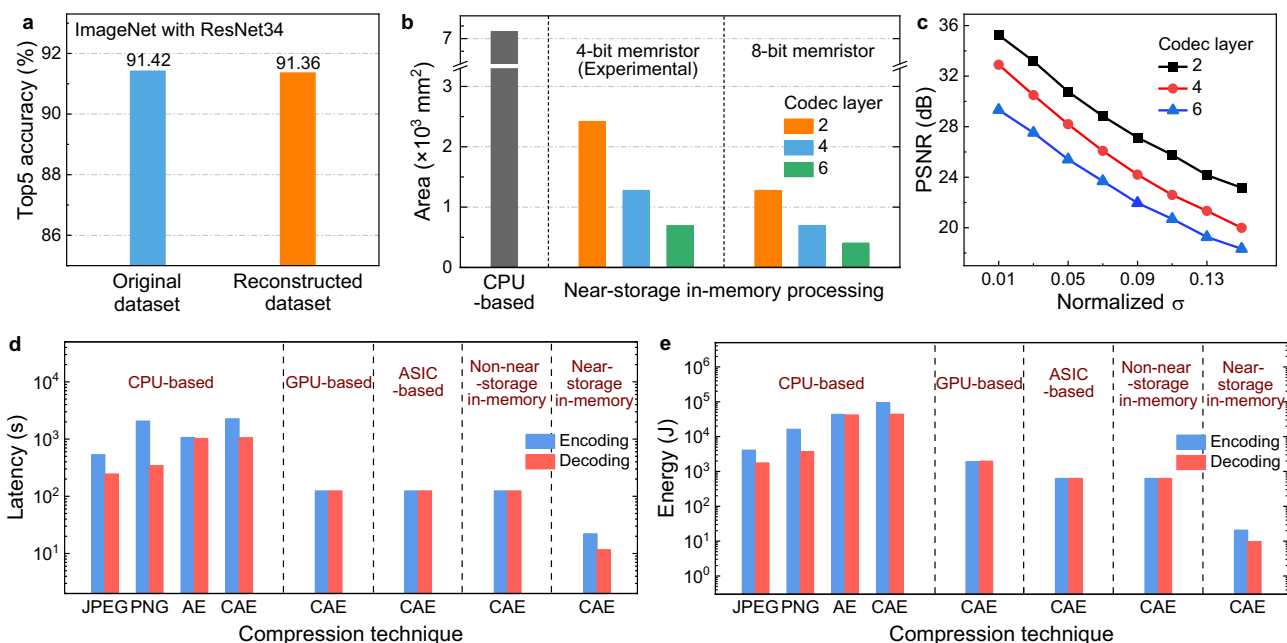 a
ImageNet with ResNet34
Top5 accuracy (%)
92
90
88
86
91.42
91.36
Original
dataset
Reconstructed
dataset
b
Area (×10³ mm²)
7
3
2
1
0
4-bit memristor
(Experimental)
8-bit memristor
Codec layer
2
4
6
CPU
-based
Near-storage in-memory processing
c
PSNR (dB)
36
32
28
24
20
Codec layer
2
4
6
0.01
0.05
0.09
0.13
Normalized σ
d
Latency (s)
10⁴
10³
10²
10¹
CPU-based
GPU-based
ASIC
-based
Non-near
-storage
in-memory
Near-
storage
in-memory
Encoding
Decoding
JPEG
PNG
AE
CAE
CAE
CAE
CAE
CAE
Compression technique
e
Energy (J)
10⁶
10⁵
10⁴
10³
10²
10¹
10⁰
CPU-based
GPU-based
ASIC
-based
Non-near
-storage
in-memory
Near-
storage
in-memory
Encoding
Decoding
JPEG
PNG
AE
CAE
CAE
CAE
CAE
CAE
Compression technique